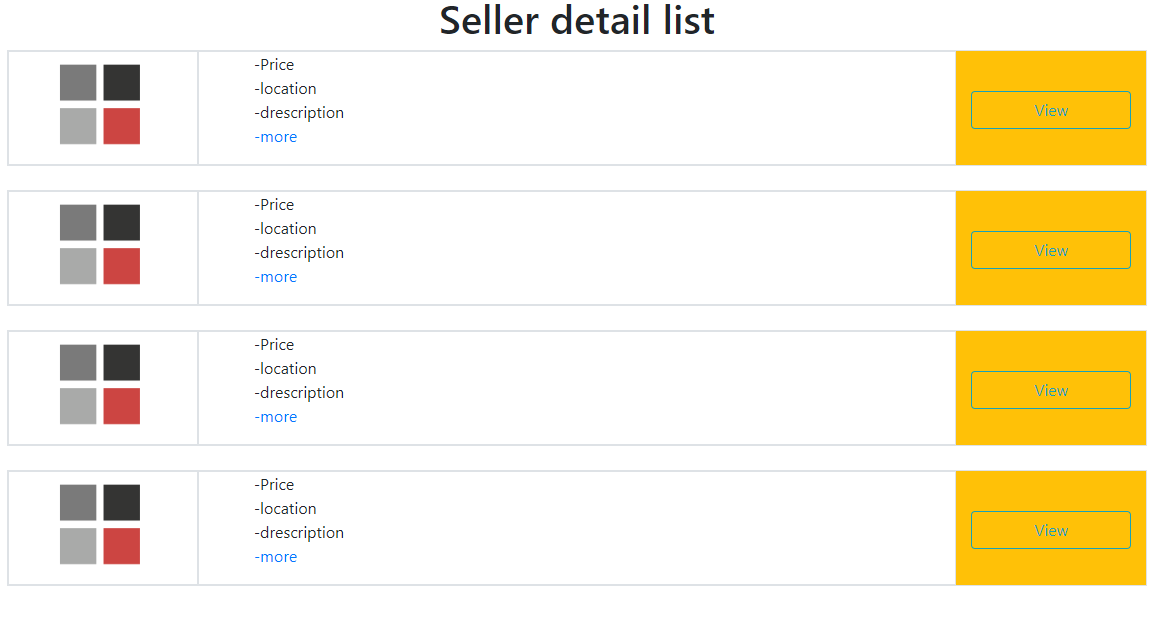 Seller detail list
-Price
-location
-drescription
-more
View
-Price
-location
-drescription
-more
View
-Price
-location
-drescription
-more
View
-Price
-location
-drescription
-more
View